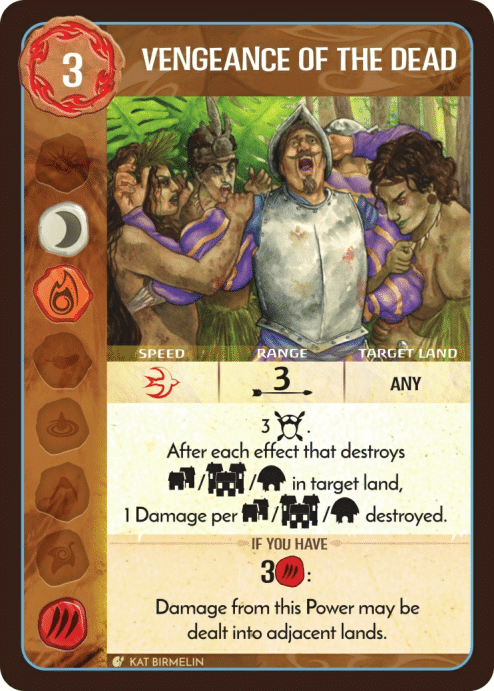 3
VENGEANCE OF THE DEAD
SPEED RANGE TARGET LAND
3 ANY
3 .
After each effect that destroys
/ / in target land,
1 Damage per / / destroyed.
IF YOU HAVE
3 :
Damage from this Power may be
dealt into adjacent lands.
KAT BIRMELIN